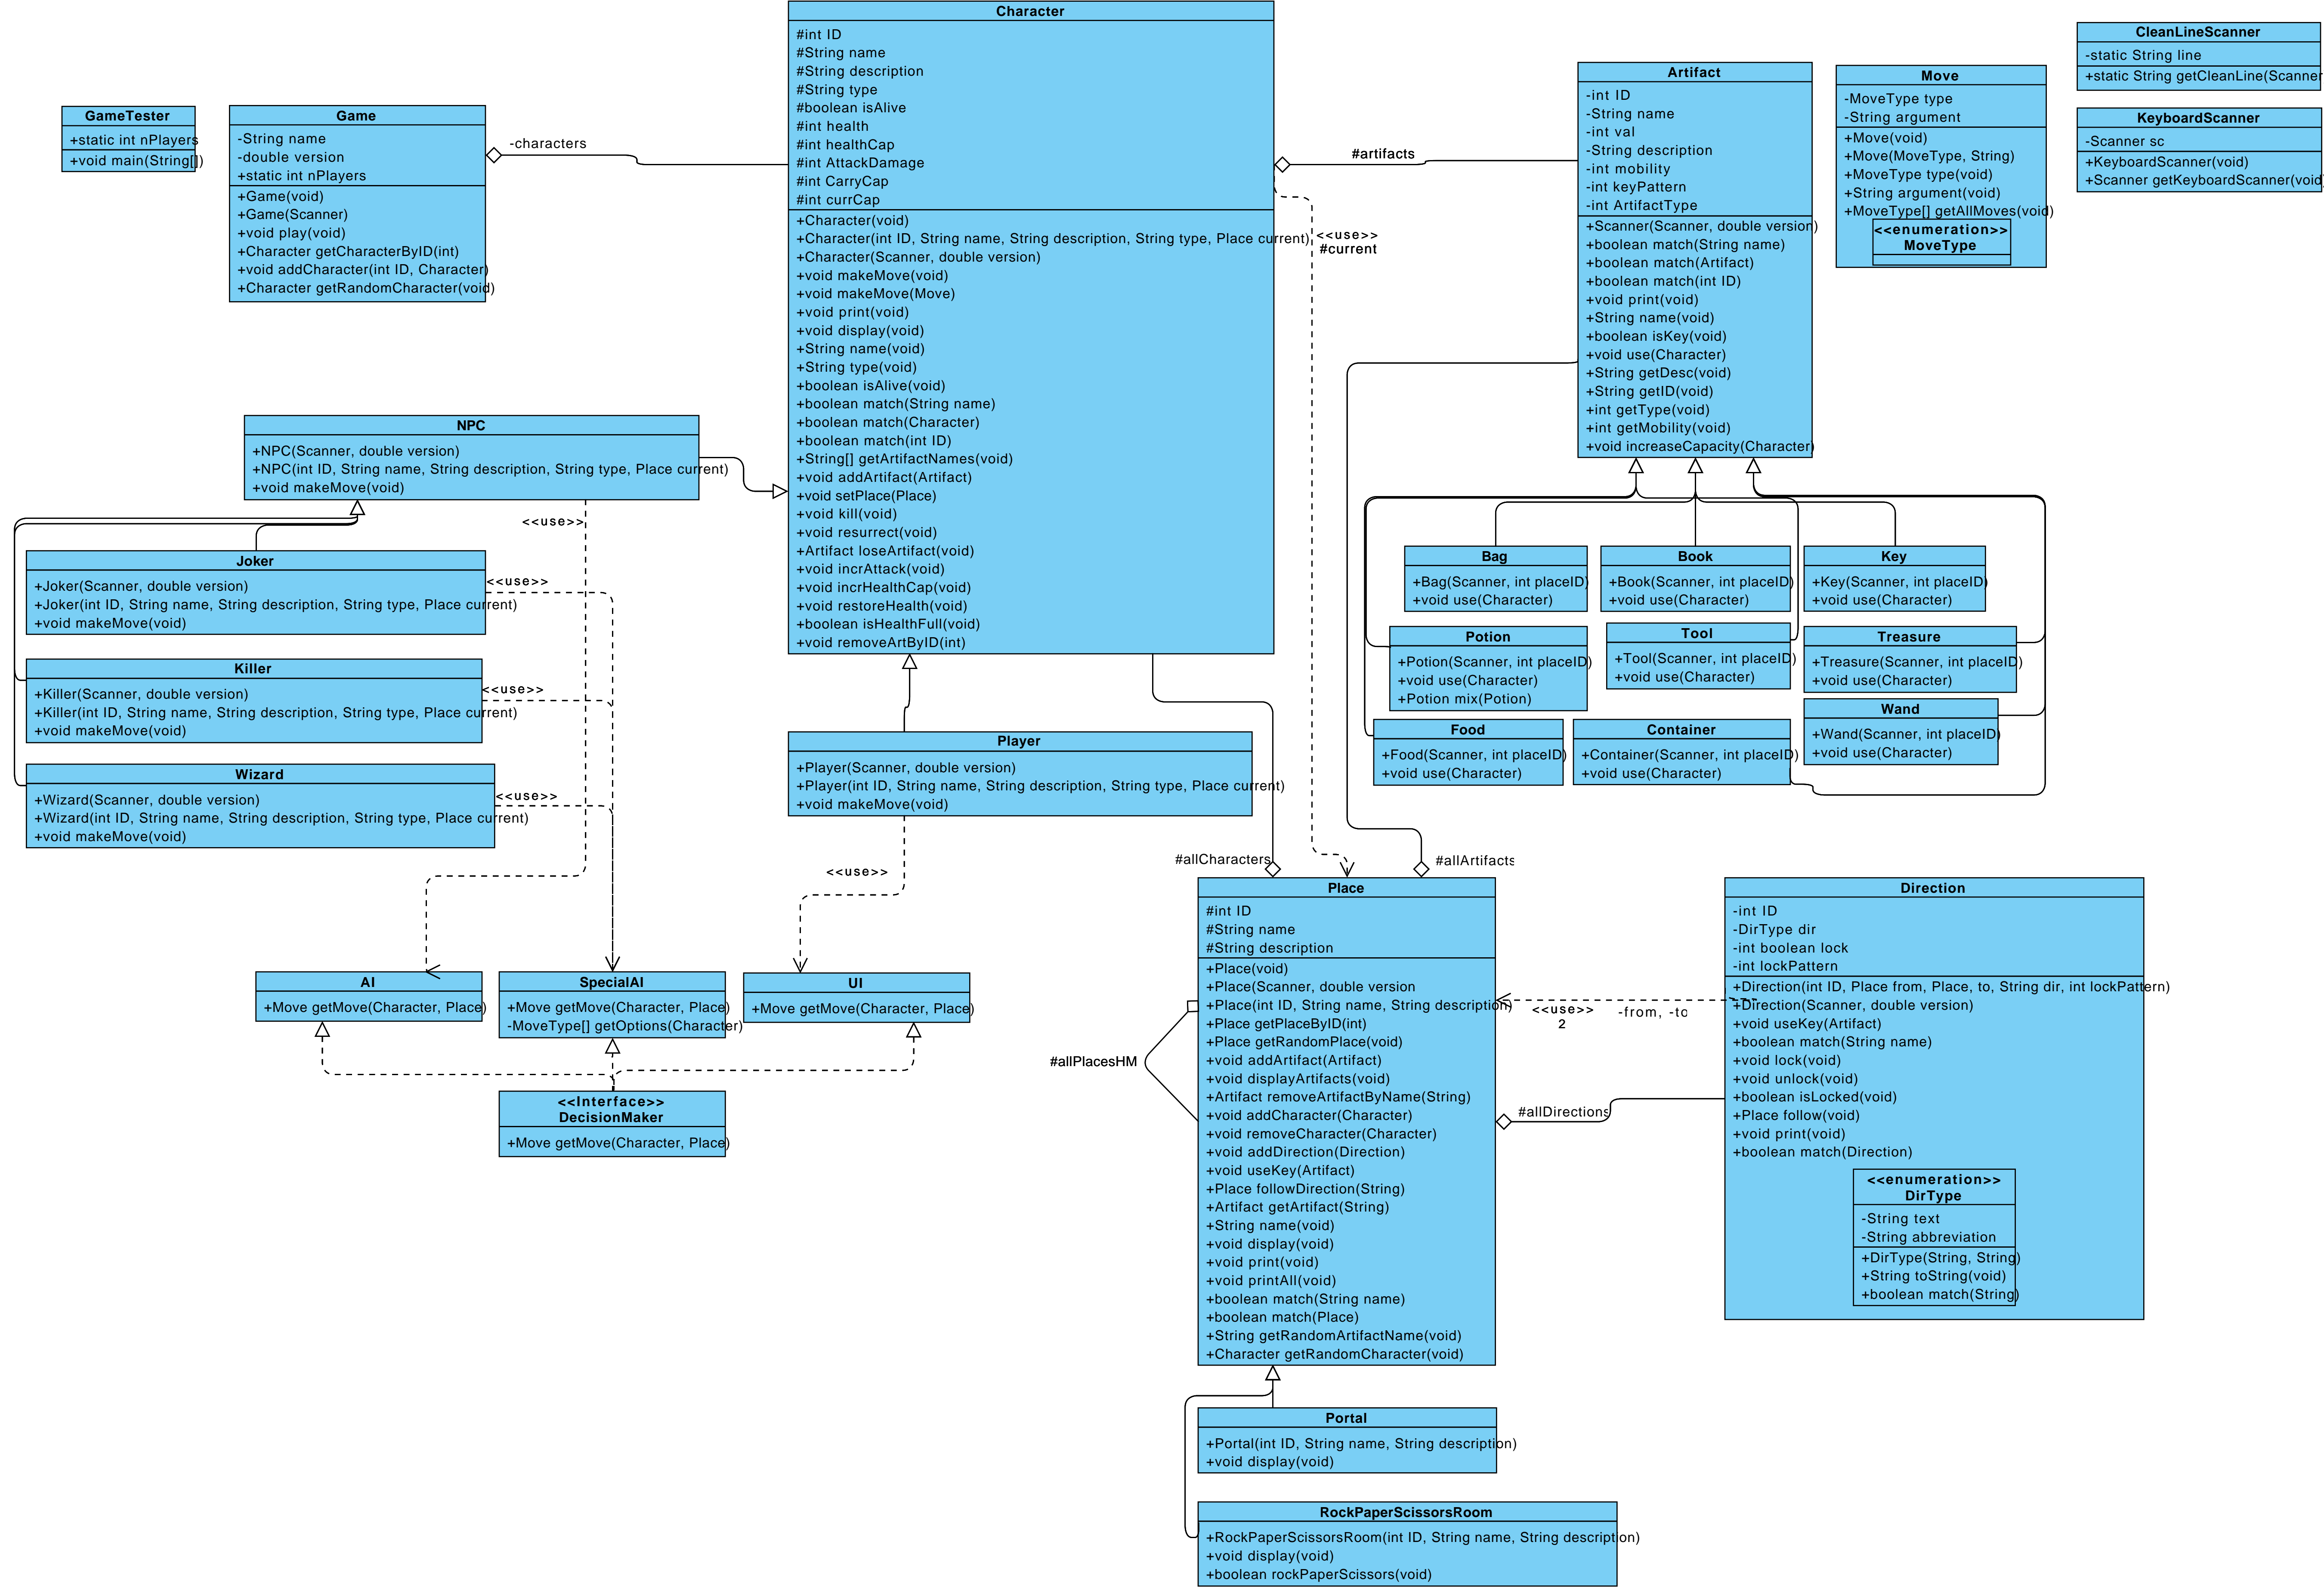 GameTester
+static int nPlayers
+void main(String[])
Game
-String name
-double version
+static int nPlayers
+Game(void)
+Game(Scanner)
+void play(void)
+Character getCharacterByID(int)
+void addCharacter(int ID, Character)
+Character getRandomCharacter(void)
-characters
Character
#int ID
#String name
#String description
#String type
#boolean isAlive
#int health
#int healthCap
#int AttackDamage
#int CarryCap
#int currCap
+Character(void)
+Character(int ID, String name, String description, String type, Place current)
+Character(Scanner, double version)
+void makeMove(void)
+void makeMove(Move)
+void print(void)
+void display(void)
+String name(void)
+String type(void)
+boolean isAlive(void)
+boolean match(String name)
+boolean match(Character)
+boolean match(int ID)
+String[] getArtifactNames(void)
+void addArtifact(Artifact)
+void setPlace(Place)
+void kill(void)
+void resurrect(void)
+Artifact loseArtifact(void)
+void incrAttack(void)
+void incrHealthCap(void)
+void restoreHealth(void)
+boolean isHealthFull(void)
+void removeArtByID(int)
#artifacts
<<use>>
#current
Artifact
-int ID
-String name
-int val
-String description
-int mobility
-int keyPattern
-int ArtifactType
+Scanner(Scanner, double version)
+boolean match(String name)
+boolean match(Artifact)
+boolean match(int ID)
+void print(void)
+String name(void)
+boolean isKey(void)
+void use(Character)
+String getDesc(void)
+String getID(void)
+int getType(void)
+int getMobility(void)
+void increaseCapacity(Character)
Move
-MoveType type
-String argument
+Move(void)
+Move(MoveType, String)
+MoveType type(void)
+String argument(void)
+MoveType[] getAllMoves(void)
<<enumeration>>
MoveType
CleanLineScanner
-static String line
+static String getCleanLine(Scanner
KeyboardScanner
-Scanner sc
+KeyboardScanner(void)
+Scanner getKeyboardScanner(void
NPC
+NPC(Scanner, double version)
+NPC(int ID, String name, String description, String type, Place current)
+void makeMove(void)
<<use>>
Joker
+Joker(Scanner, double version)
+Joker(int ID, String name, String description, String type, Place current)
+void makeMove(void)
<<use>>
Killer
+Killer(Scanner, double version)
+Killer(int ID, String name, String description, String type, Place current)
+void makeMove(void)
<<use>>
Wizard
+Wizard(Scanner, double version)
+Wizard(int ID, String name, String description, String type, Place current)
+void makeMove(void)
<<use>>
Bag
+Bag(Scanner, int placeID)
+void use(Character)
Book
+Book(Scanner, int placeID)
+void use(Character)
Key
+Key(Scanner, int placeID)
+void use(Character)
Potion
+Potion(Scanner, int placeID)
+void use(Character)
+Potion mix(Potion)
Tool
+Tool(Scanner, int placeID)
+void use(Character)
Treasure
+Treasure(Scanner, int placeID)
+void use(Character)
Food
+Food(Scanner, int placeID)
+void use(Character)
Container
+Container(Scanner, int placeID)
+void use(Character)
Wand
+Wand(Scanner, int placeID)
+void use(Character)
Player
+Player(Scanner, double version)
+Player(int ID, String name, String description, String type, Place current)
+void makeMove(void)
<<use>>
#allCharacters
#allArtifacts
AI
+Move getMove(Character, Place)
SpecialAI
+Move getMove(Character, Place)
-MoveType[] getOptions(Character)
UI
+Move getMove(Character, Place)
<<Interface>>
DecisionMaker
+Move getMove(Character, Place)
Place
#int ID
#String name
#String description
+Place(void)
+Place(Scanner, double version
+Place(int ID, String name, String description)
+Place getPlaceByID(int)
+Place getRandomPlace(void)
+void addArtifact(Artifact)
+void displayArtifacts(void)
+Artifact removeArtifactByName(String)
+void addCharacter(Character)
+void removeCharacter(Character)
+void addDirection(Direction)
+void useKey(Artifact)
+Place followDirection(String)
+Artifact getArtifact(String)
+String name(void)
+void display(void)
+void print(void)
+void printAll(void)
+boolean match(String name)
+boolean match(Place)
+String getRandomArtifactName(void)
+Character getRandomCharacter(void)
#allPlacesHM
<<use>>
2
-from, -to
#allDirections
Direction
-int ID
-DirType dir
-int boolean lock
-int lockPattern
+Direction(int ID, Place from, Place, to, String dir, int lockPattern)
+Direction(Scanner, double version)
+void useKey(Artifact)
+boolean match(String name)
+void lock(void)
+void unlock(void)
+boolean isLocked(void)
+Place follow(void)
+void print(void)
+boolean match(Direction)
<<enumeration>>
DirType
-String text
-String abbreviation
+DirType(String, String)
+String toString(void)
+boolean match(String)
Portal
+Portal(int ID, String name, String description)
+void display(void)
RockPaperScissorsRoom
+RockPaperScissorsRoom(int ID, String name, String description)
+void display(void)
+boolean rockPaperScissors(void)